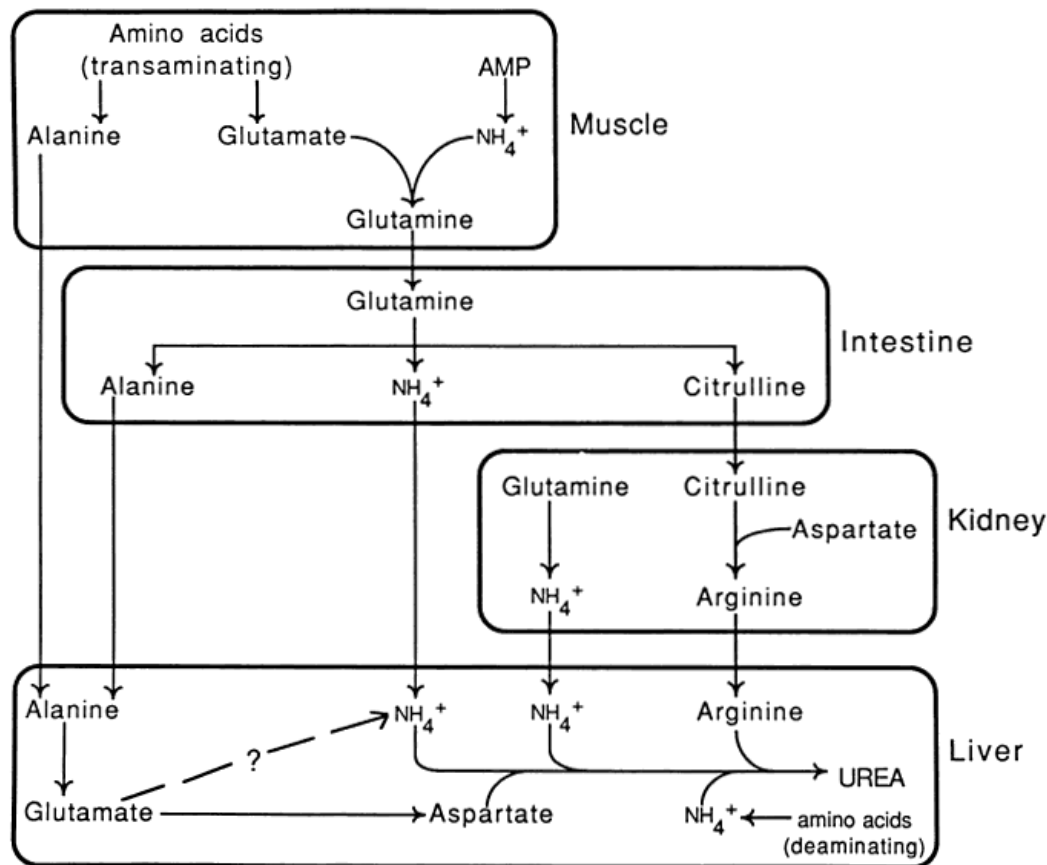 Amino acids
(transaminating)
AMP
Alanine
Glutamate
NH₄⁺
Muscle
Glutamine
Glutamine
Intestine
Alanine
NH₄⁺
Citrulline
Glutamine
Citrulline
Kidney
Aspartate
NH₄⁺
Arginine
Alanine
NH₄⁺
NH₄⁺
Arginine
Liver
?
UREA
Glutamate
Aspartate
NH₄⁺
amino acids
(deaminating)